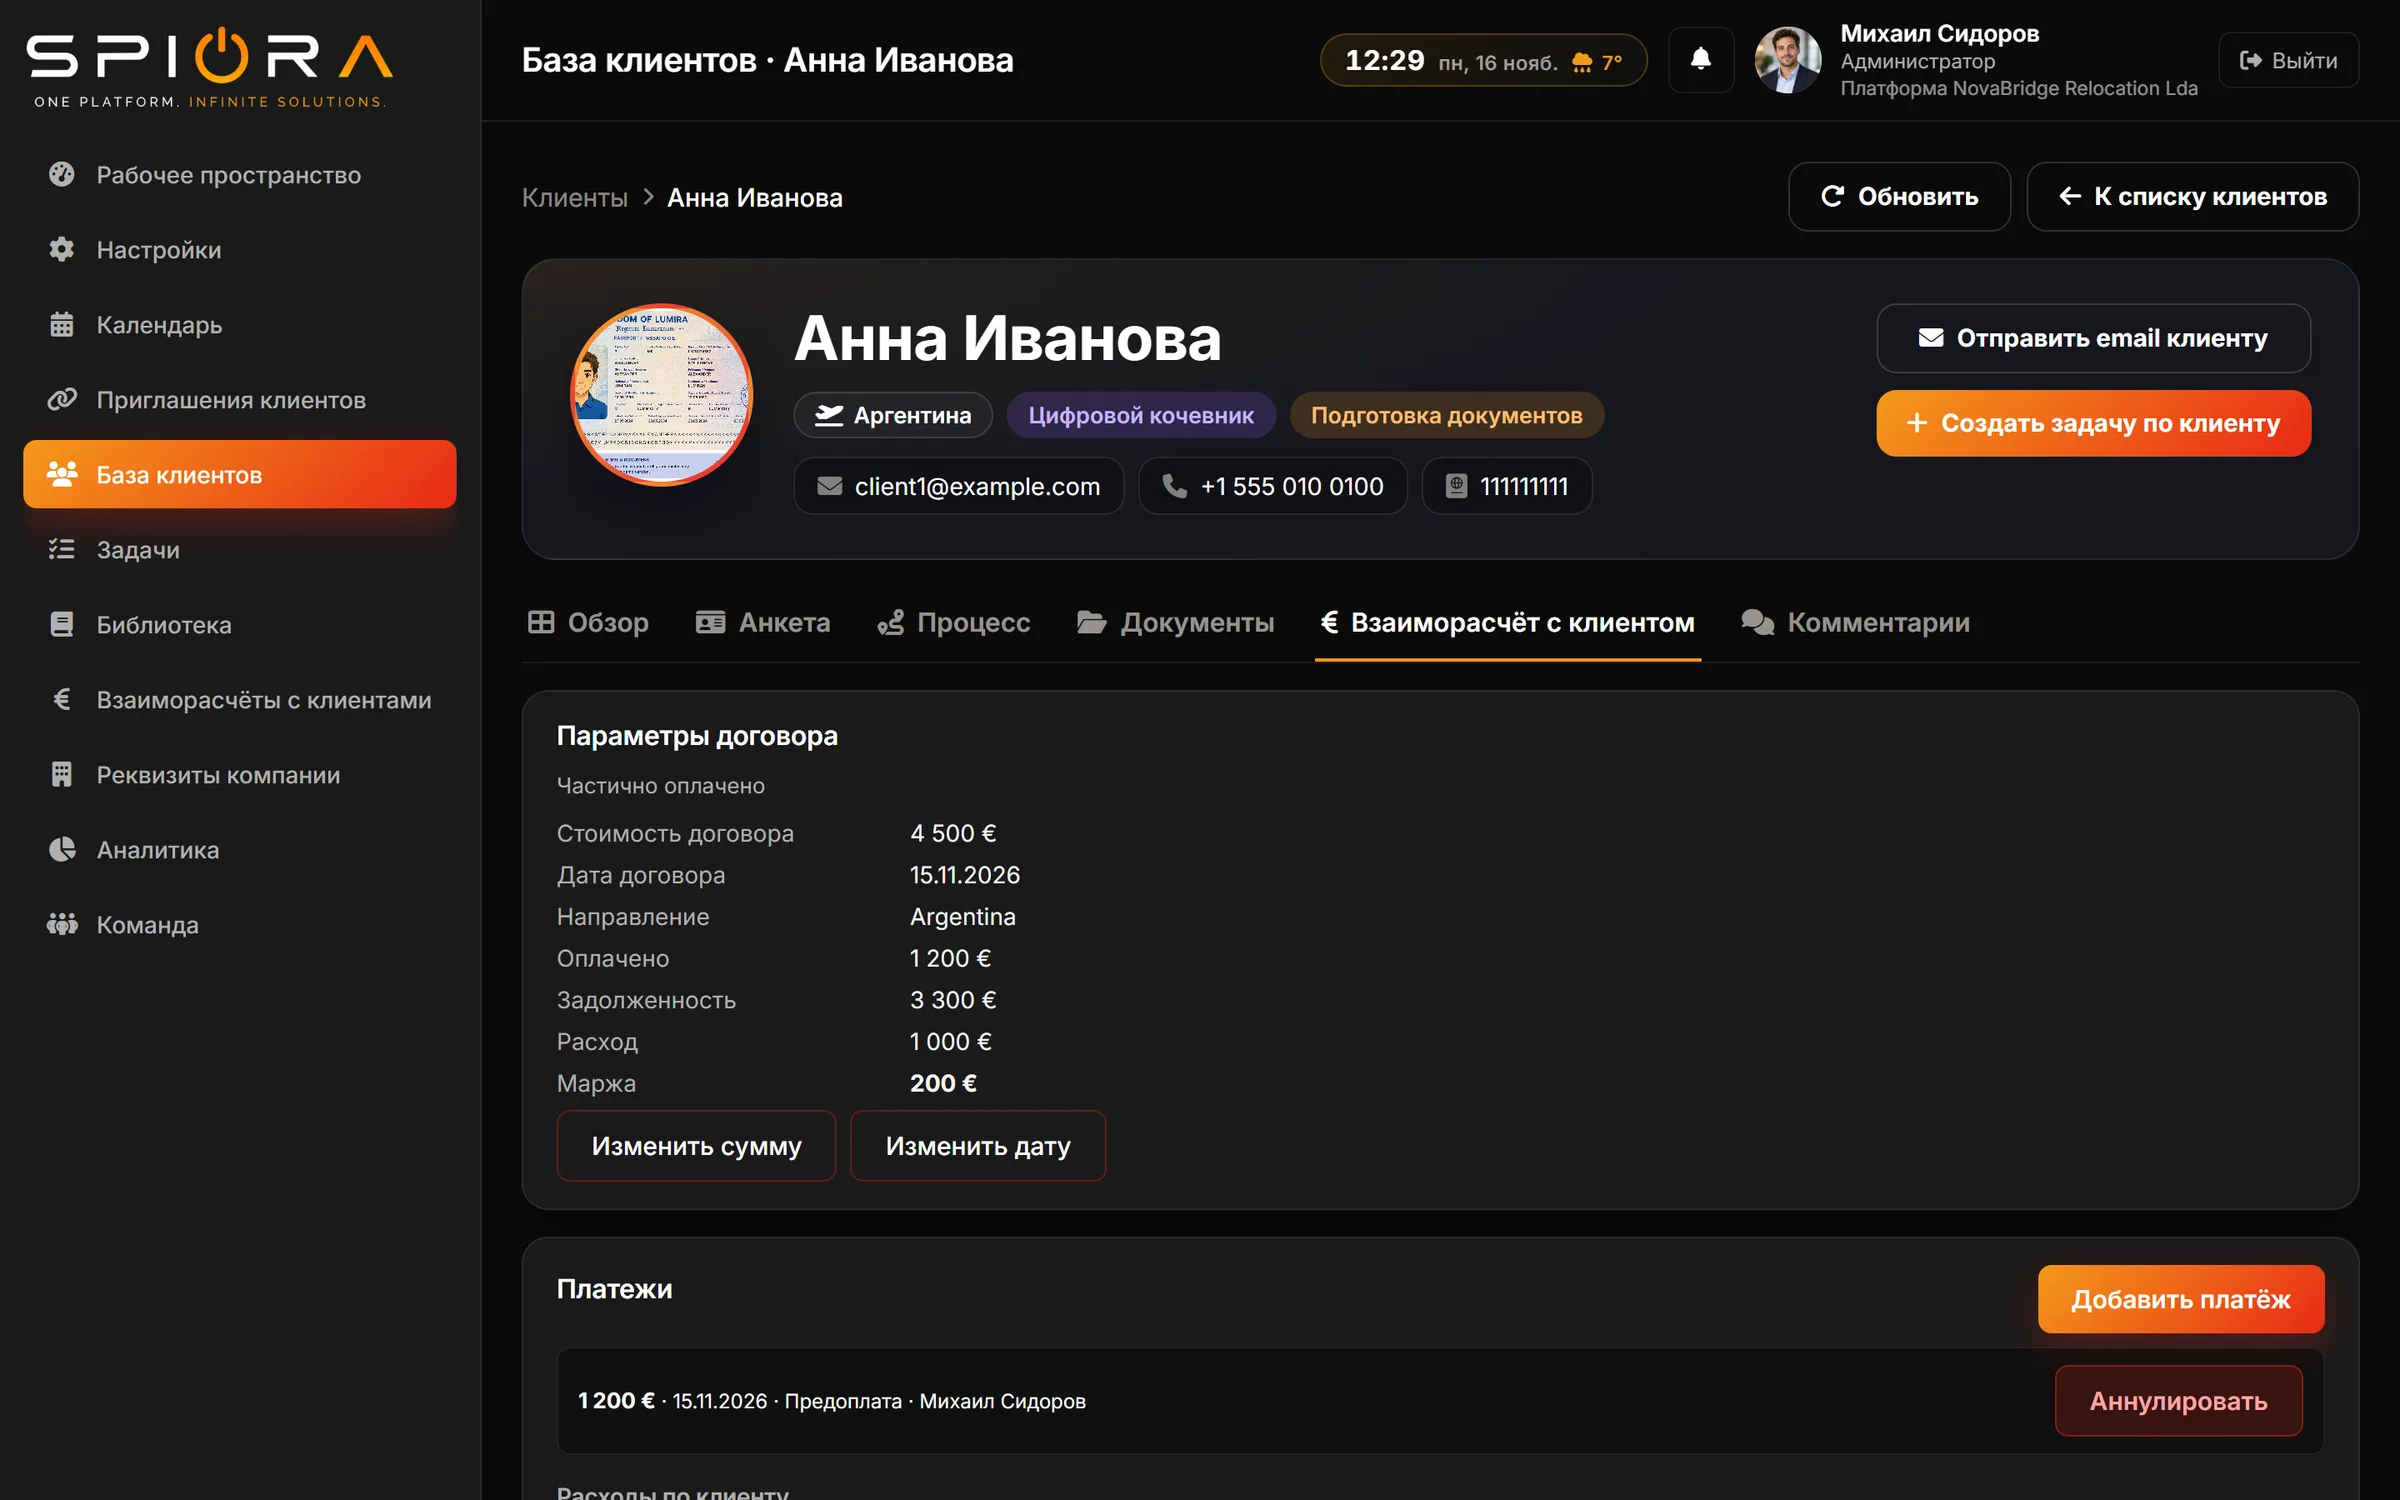 SPIORA
ONE PLATFORM. INFINITE SOLUTIONS.
Рабочее пространство
Настройки
Календарь
Приглашения клиентов
База клиентов
Задачи
Библиотека
Взаиморасчёты с клиентами
Реквизиты компании
Аналитика
Команда
База клиентов · Анна Иванова
12:29 пн, 16 нояб. 7°
Михаил Сидоров
Администратор
Платформа NovaBridge Relocation Lda
Выйти
Клиенты > Анна Иванова
Обновить
К списку клиентов
DOM OF LUMIRA
Анна Иванова
Аргентина
Цифровой кочевник
Подготовка документов
client1@example.com
+1 555 010 0100
111111111
Отправить email клиенту
+ Создать задачу по клиенту
Обзор
Анкета
Процесс
Документы
€ Взаиморасчёт с клиентом
Комментарии
Параметры договора
Частично оплачено
Стоимость договора 4 500 €
Дата договора 15.11.2026
Направление Argentina
Оплачено 1 200 €
Задолженность 3 300 €
Расход 1 000 €
Маржа 200 €
Изменить сумму
Изменить дату
Платежи
Добавить платёж
1 200 € · 15.11.2026 · Предоплата · Михаил Сидоров
Аннулировать
Расходы по клиенту